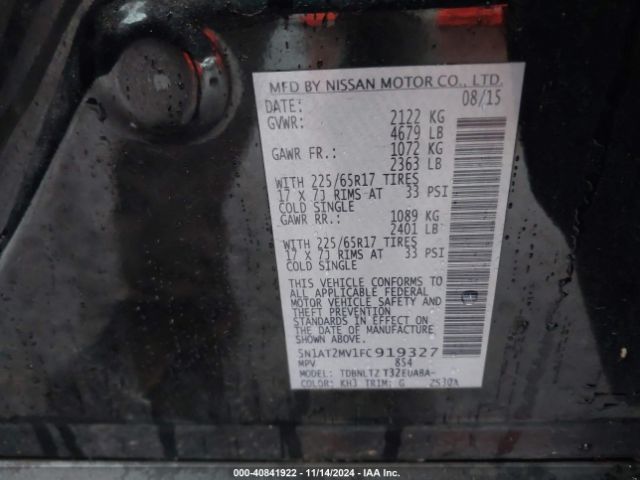 MFD BY NISSAN MOTOR CO., LTD.
DATE: 08/15
GVWR: 2122 KG
4679 LB
GAWR FR.: 1072 KG
2363 LB
WITH 225/65R17 TIRES
17 X 7J RIMS AT 33 PSI
COLD SINGLE
GAWR RR.: 1089 KG
2401 LB
WITH 225/65R17 TIRES
17 X 7J RIMS AT 33 PSI
COLD SINGLE
THIS VEHICLE CONFORMS TO
ALL APPLICABLE FEDERAL
MOTOR VEHICLE SAFETY AND
THEFT PREVENTION
STANDARDS IN EFFECT ON
THE DATE OF MANUFACTURE
SHOWN ABOVE.
5N1AT2MV1FC919327
MPV 854
MODEL: TDBNLTZ T32EUABA-
COLOR: KH3 TRIM: G
000-40841922 - 11/14/2024 - IAA Inc.